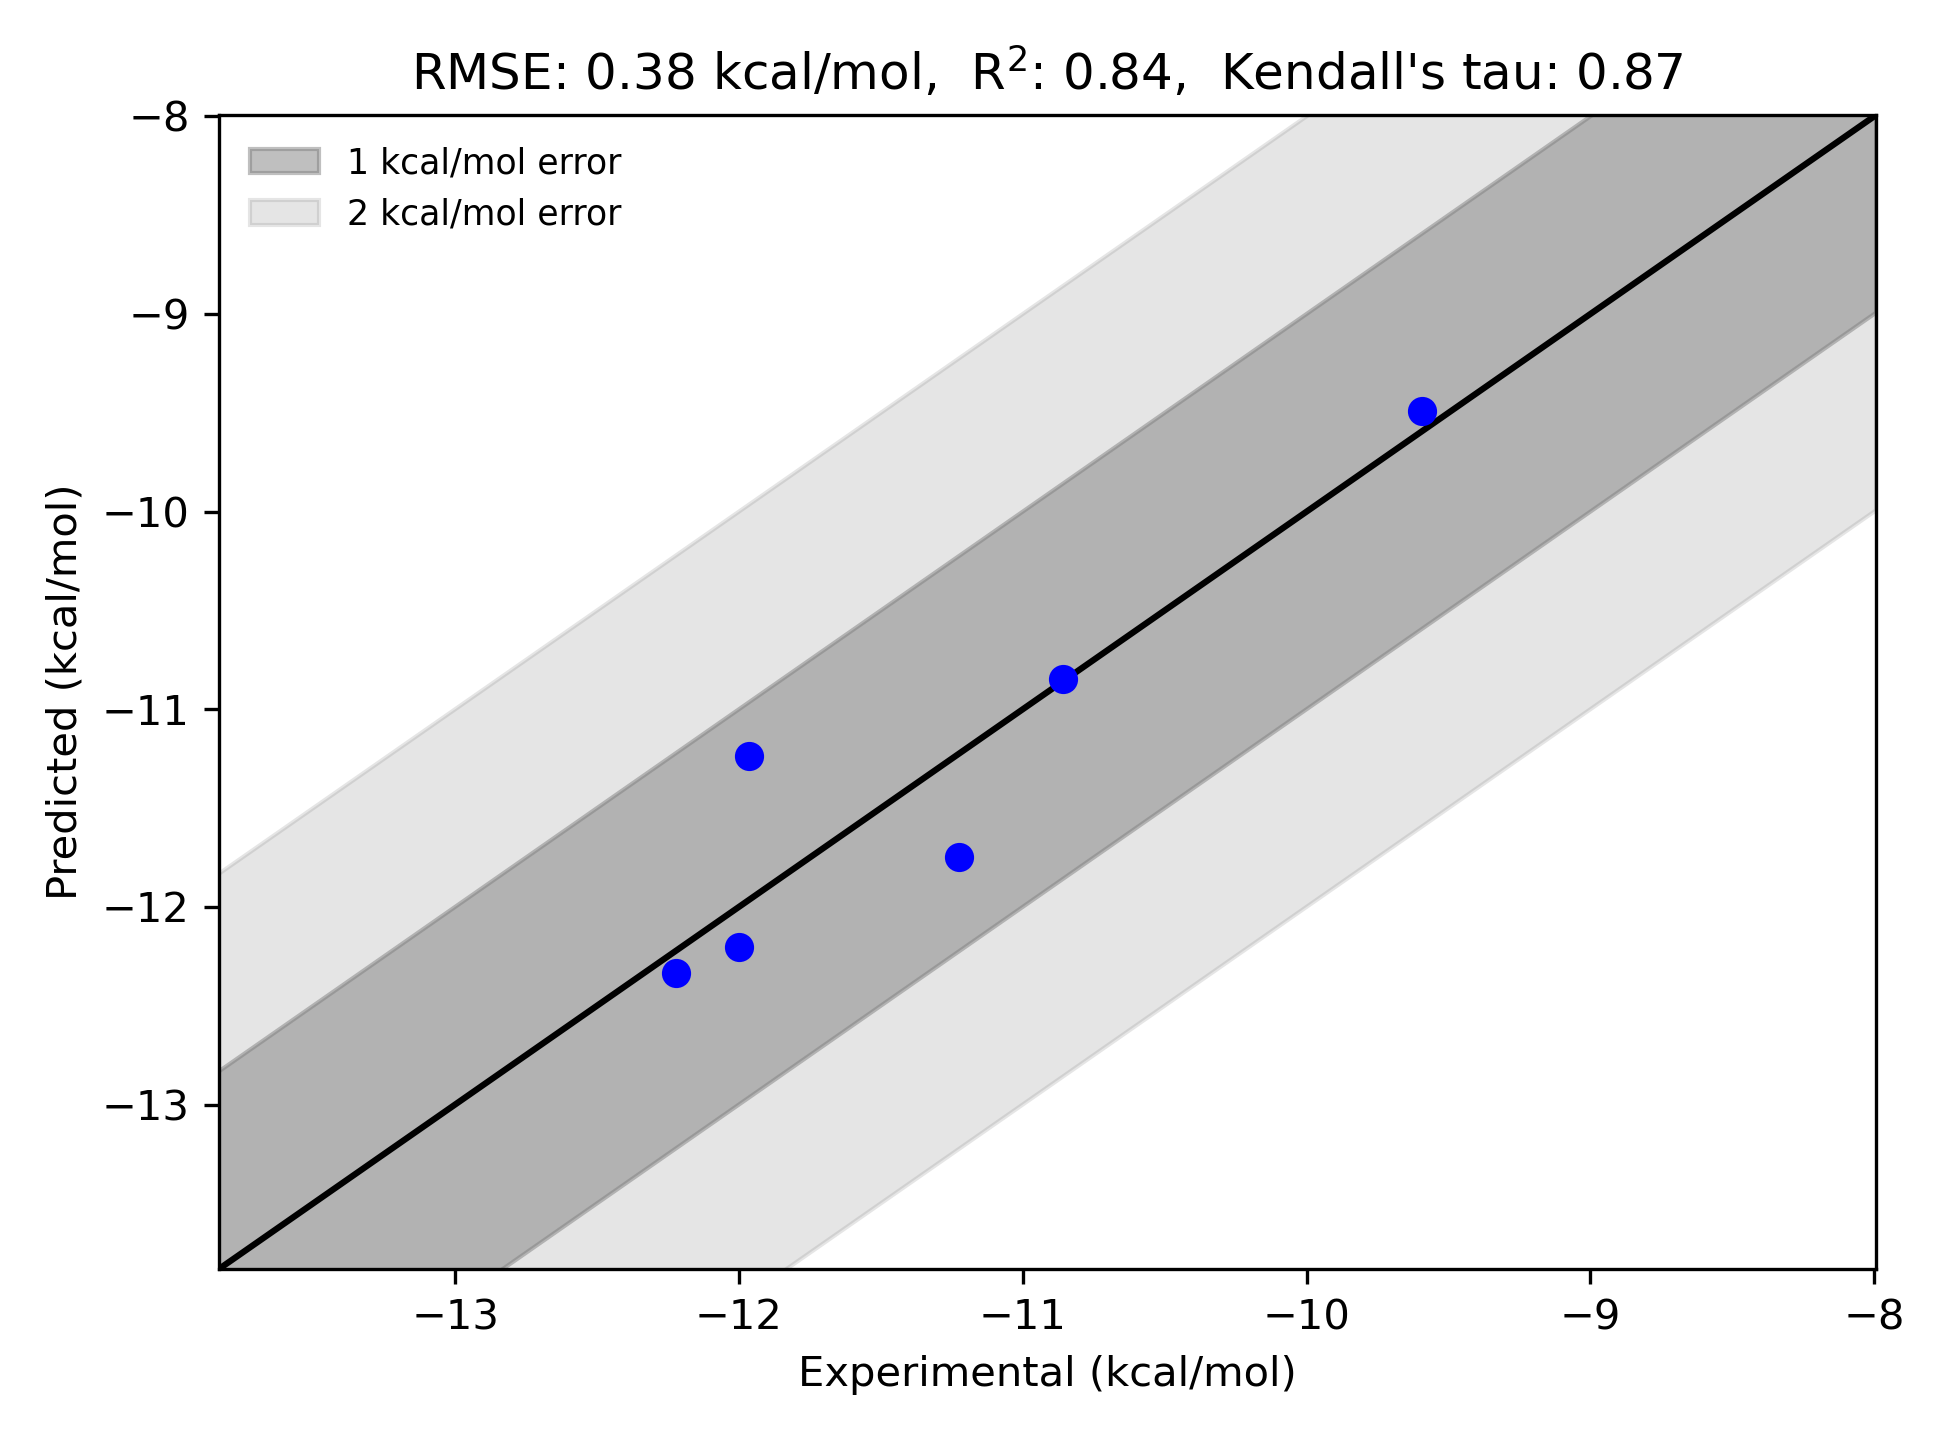 RMSE: 0.38 kcal/mol,  R²: 0.84,  Kendall's tau: 0.87
1 kcal/mol error
2 kcal/mol error
−8
−9
−10
−11
−12
−13
Predicted (kcal/mol)
−13
−12
−11
−10
−9
−8
Experimental (kcal/mol)